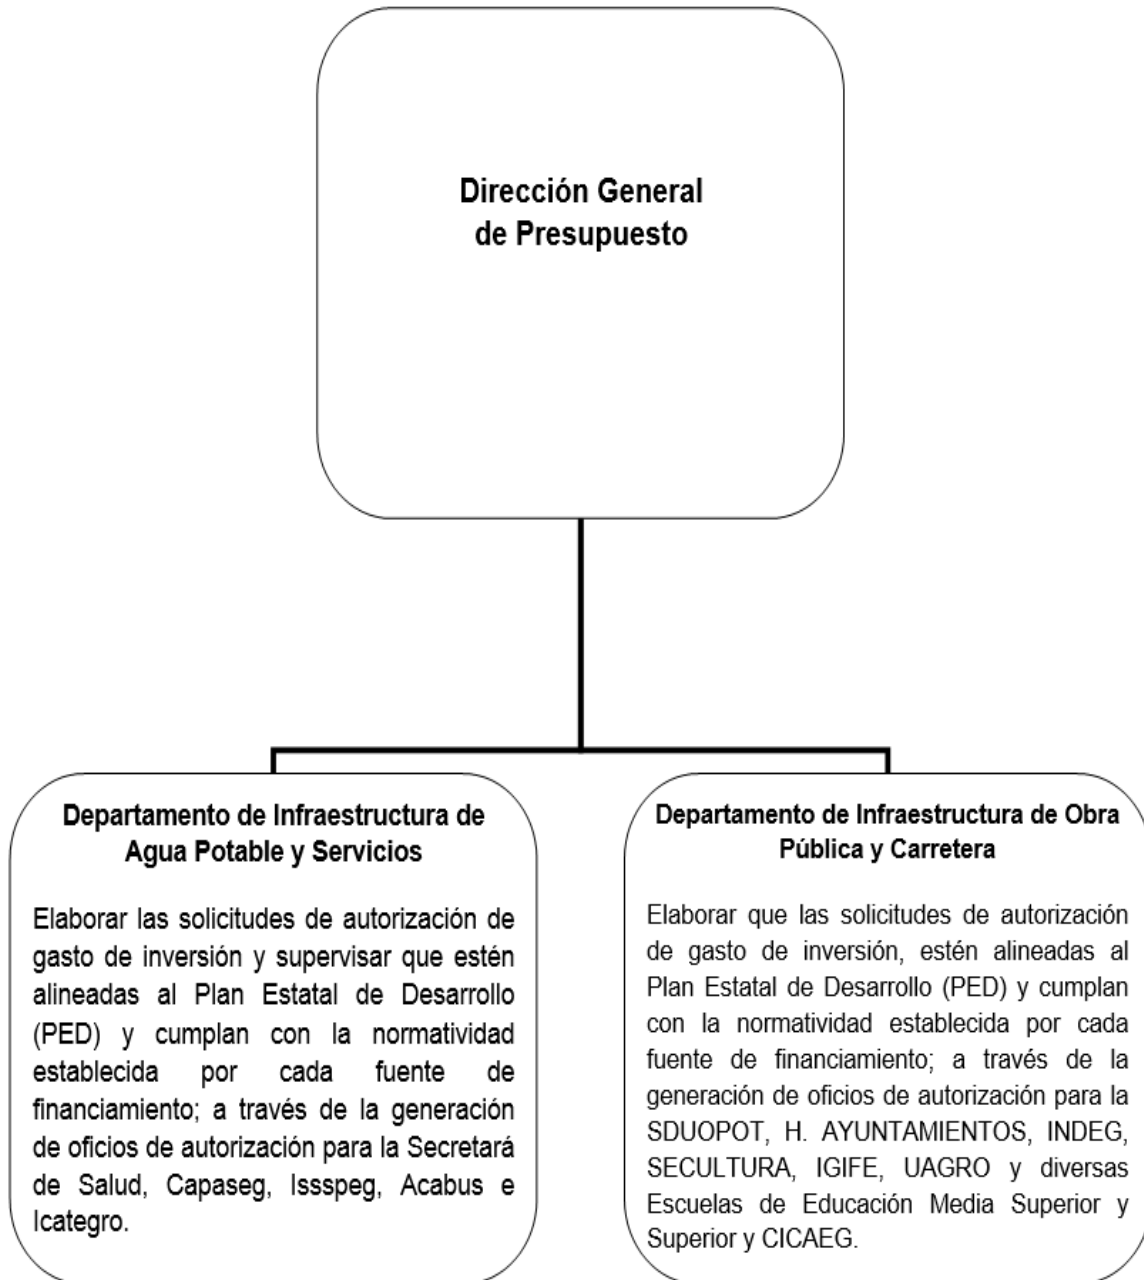 Dirección General
de Presupuesto
Departamento de Infraestructura de
Agua Potable y Servicios
Elaborar las solicitudes de autorización de
gasto de inversión y supervisar que estén
alineadas al Plan Estatal de Desarrollo
(PED) y cumplan con la normatividad
establecida por cada fuente de
financiamiento; a través de la generación
de oficios de autorización para la Secretará
de Salud, Capaseg, Issspeg, Acabus e
Icategro.
Departamento de Infraestructura de Obra
Pública y Carretera
Elaborar que las solicitudes de autorización
de gasto de inversión, estén alineadas al
Plan Estatal de Desarrollo (PED) y cumplan
con la normatividad establecida por cada
fuente de financiamiento; a través de la
generación de oficios de autorización para la
SDUOPOT, H. AYUNTAMIENTOS, INDEG,
SECULTURA, IGIFE, UAGRO y diversas
Escuelas de Educación Media Superior y
Superior y CICAEG.